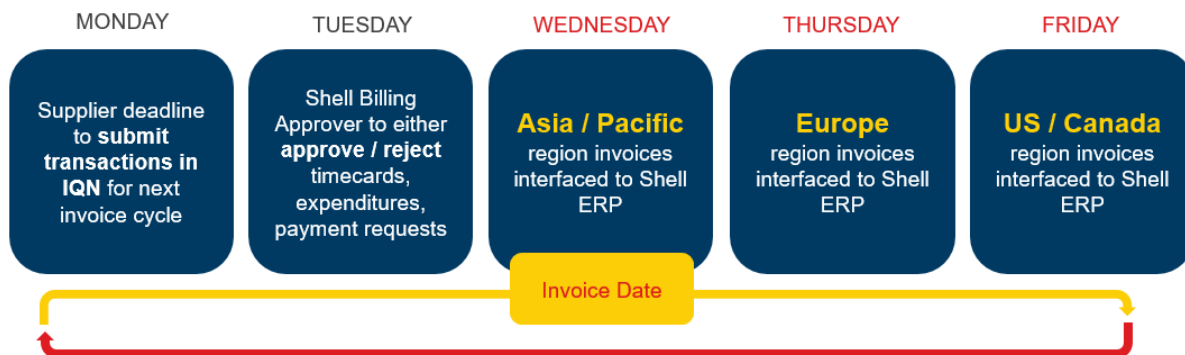 MONDAY
Supplier deadline
to submit
transactions in
IQN for next
invoice cycle
TUESDAY
Shell Billing
Approver to either
approve / reject
timecards,
expenditures,
payment requests
WEDNESDAY
Asia / Pacific
region invoices
interfaced to Shell
ERP
THURSDAY
Europe
region invoices
interfaced to Shell
ERP
FRIDAY
US / Canada
region invoices
interfaced to Shell
ERP
Invoice Date